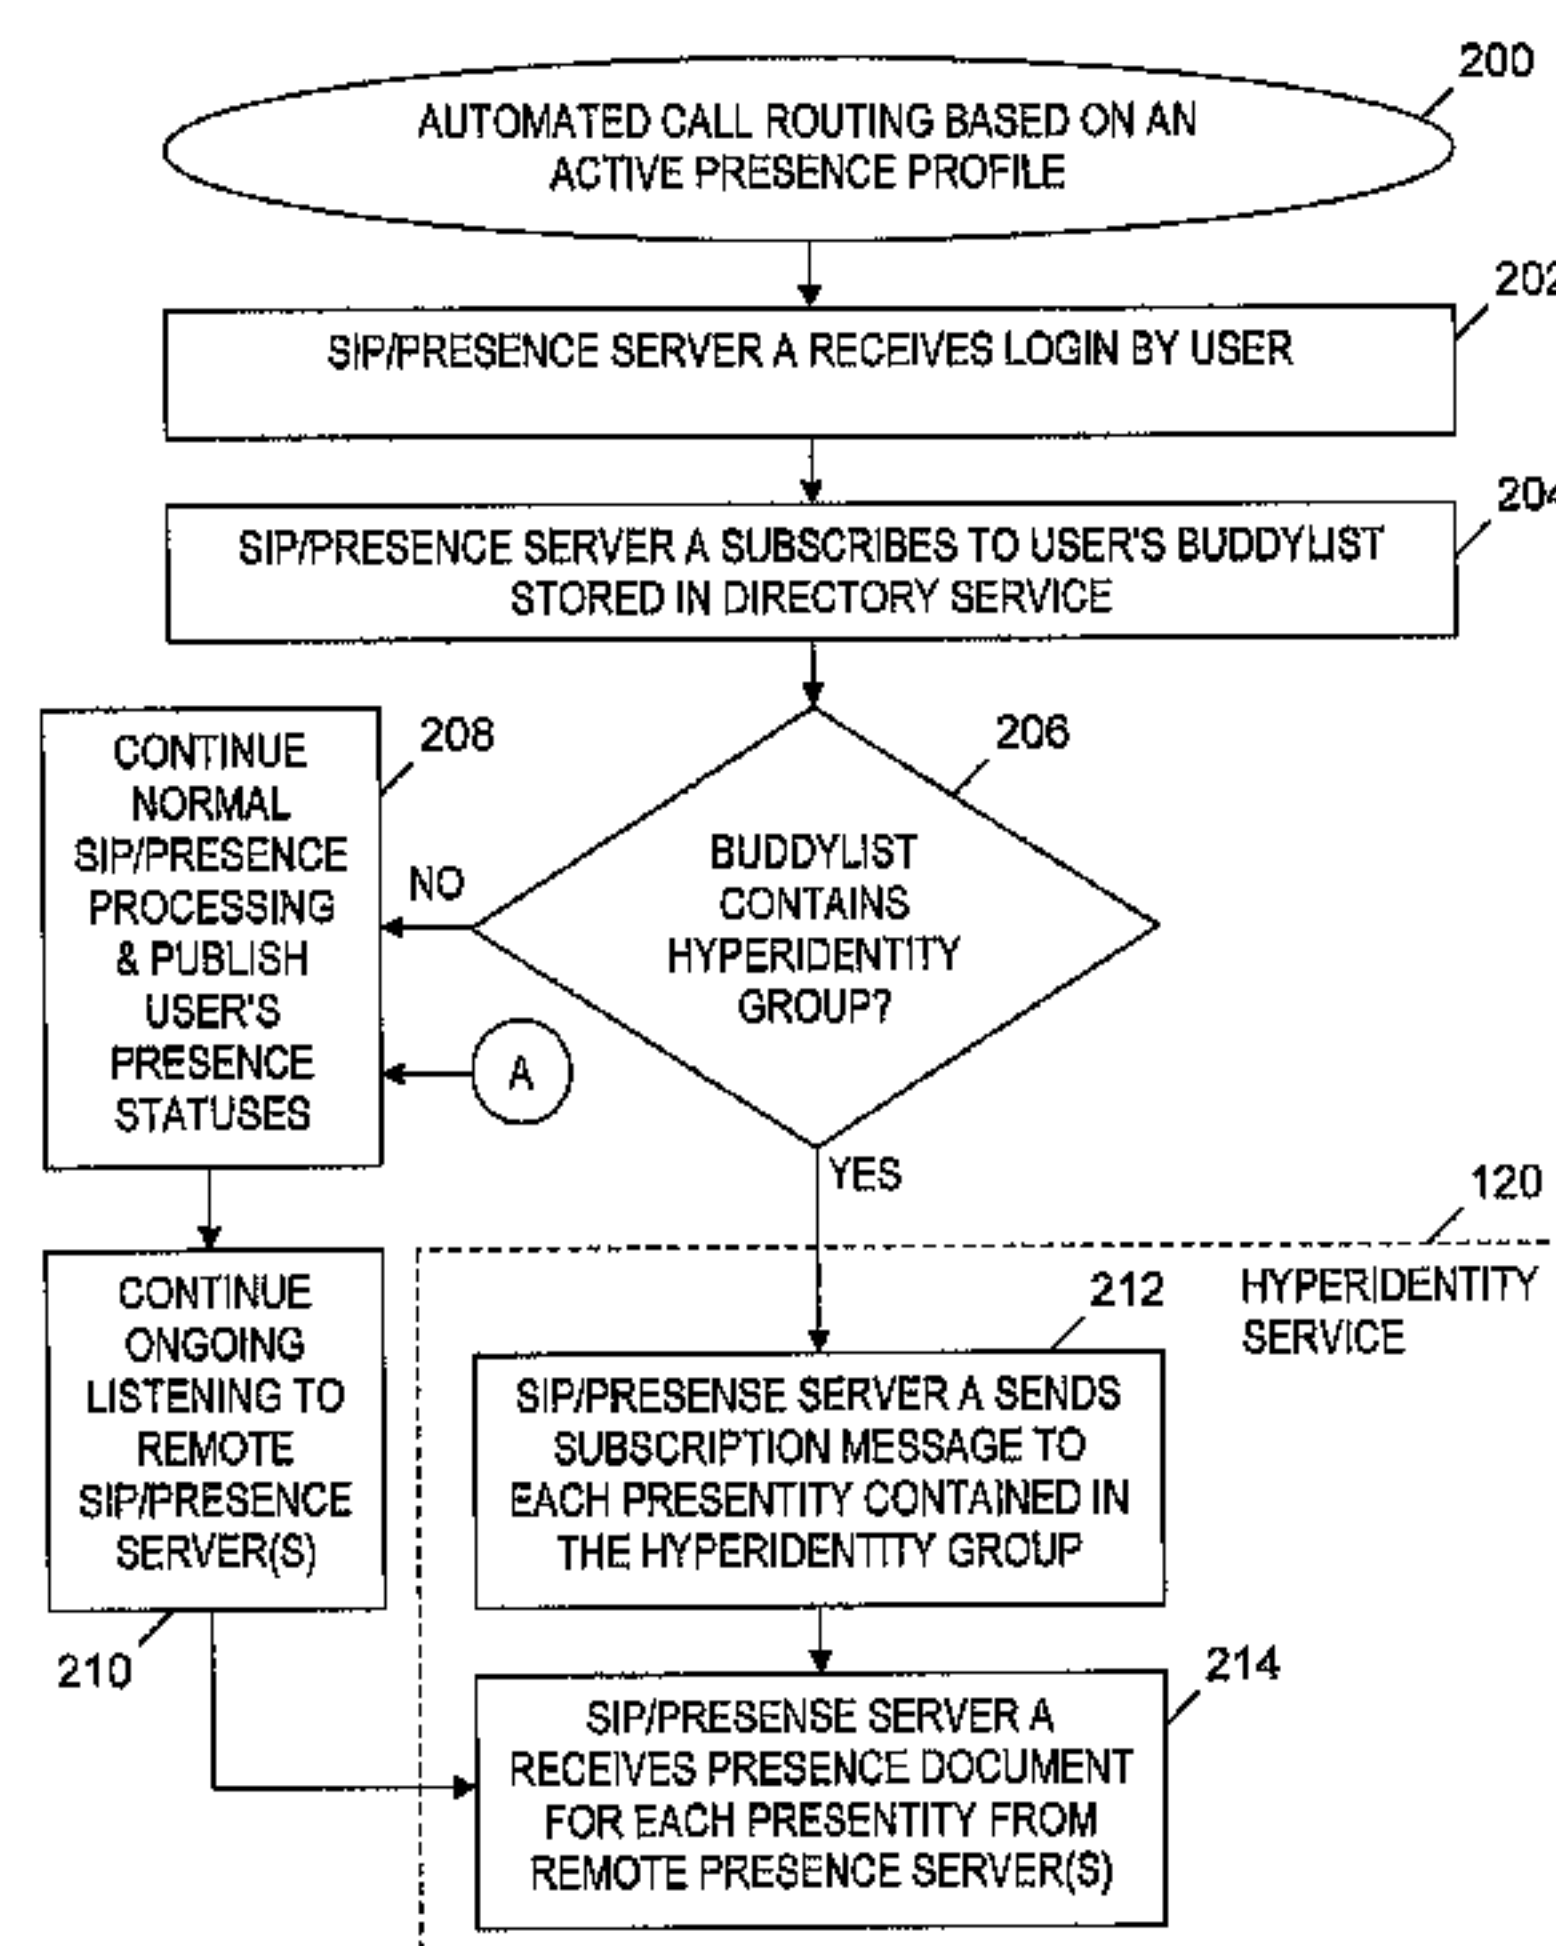 200
AUTOMATED CALL ROUTING BASED ON AN
ACTIVE PRESENCE PROFILE
202
SIP/PRESENCE SERVER A RECEIVES LOGIN BY USER
204
SIP/PRESENCE SERVER A SUBSCRIBES TO USER'S BUDDYLIST
STORED IN DIRECTORY SERVICE
206
BUDDYLIST
CONTAINS
HYPERIDENTITY
GROUP?
NO
208
CONTINUE
NORMAL
SIP/PRESENCE
PROCESSING
& PUBLISH
USER'S
PRESENCE
STATUSES
A
YES
120
HYPERIDENTITY
SERVICE
CONTINUE
ONGOING
LISTENING TO
REMOTE
SIP/PRESENCE
SERVER(S)
210
212
SIP/PRESENSE SERVER A SENDS
SUBSCRIPTION MESSAGE TO
EACH PRESENTITY CONTAINED IN
THE HYPERIDENTITY GROUP
214
SIP/PRESENSE SERVER A
RECEIVES PRESENCE DOCUMENT
FOR EACH PRESENTITY FROM
REMOTE PRESENCE SERVER(S)